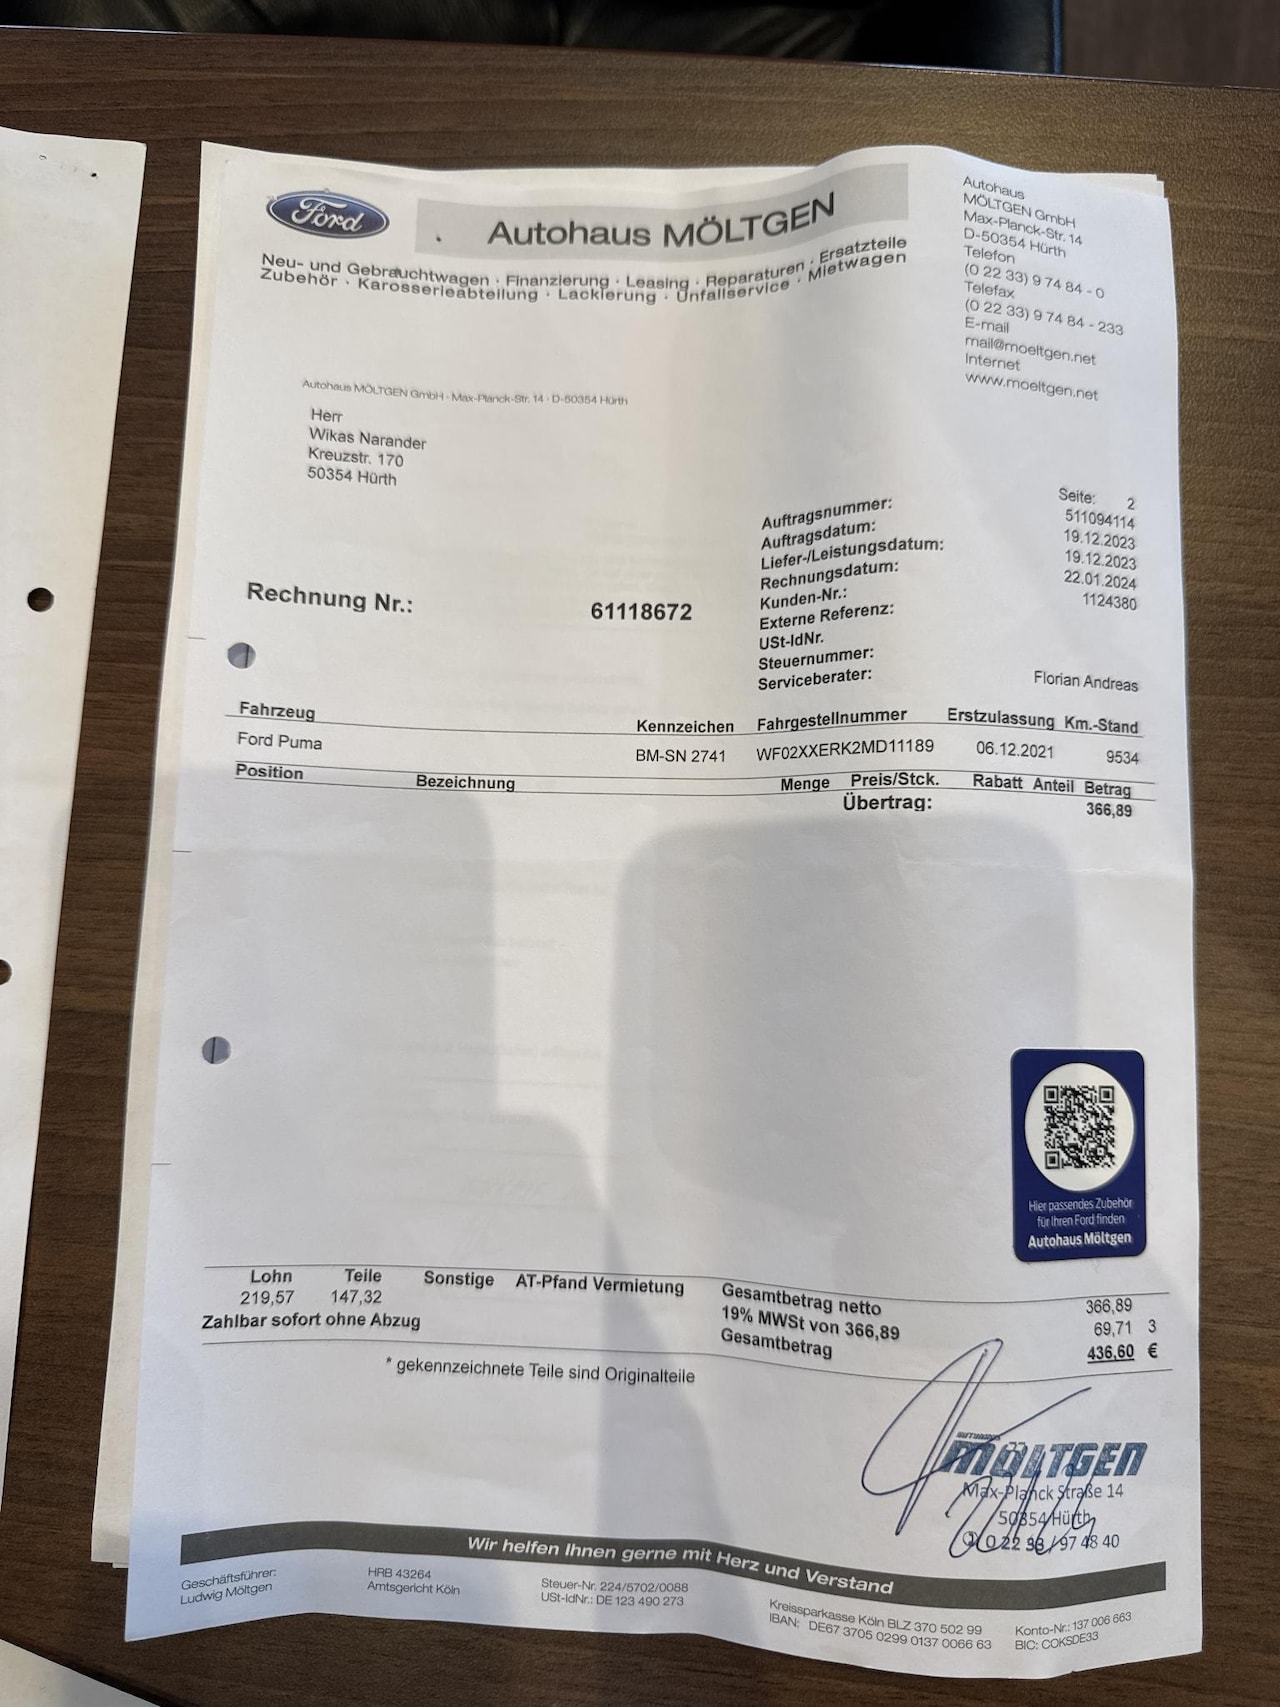 Ford
Autohaus MÖLTGEN
Neu- und Gebrauchtwagen · Finanzierung · Leasing · Reparaturen · Ersatzteile
Zubehör · Karosserieabteilung · Lackierung · Unfallservice · Mietwagen
Autohaus
MÖLTGEN GmbH
Max-Planck-Str. 14
D-50354 Hürth
Telefon
(0 22 33) 9 74 84 - 0
Telefax
(0 22 33) 9 74 84 - 233
E-mail
mail@moeltgen.net
Internet
www.moeltgen.net
Autohaus MÖLTGEN GmbH · Max-Planck-Str. 14 · D-50354 Hürth
Herr
Wikas Narander
Kreuzstr. 170
50354 Hürth
Seite: 2
Auftragsnummer: 511094114
Auftragsdatum: 19.12.2023
Liefer-/Leistungsdatum: 19.12.2023
Rechnungsdatum: 22.01.2024
Kunden-Nr.: 1124380
Externe Referenz:
USt-IdNr.
Steuernummer:
Serviceberater: Florian Andreas
Rechnung Nr.: 61118672
Fahrzeug Kennzeichen Fahrgestellnummer Erstzulassung Km.-Stand
Ford Puma BM-SN 2741 WF02XXERK2MD11189 06.12.2021 9534
Position Bezeichnung Menge Preis/Stck. Rabatt Anteil Betrag
Übertrag: 366,89
Hier passendes Zubehör
für Ihren Ford finden
Autohaus Möltgen
Lohn Teile Sonstige AT-Pfand Vermietung Gesamtbetrag netto 366,89
219,57 147,32 19% MWSt von 366,89 69,71 3
Zahlbar sofort ohne Abzug Gesamtbetrag 436,60 €
* gekennzeichnete Teile sind Originalteile
AUTOHAUS
MÖLTGEN
Max-Planck Straße 14
50354 Hürth
0 22 33 / 97 48 40
Wir helfen Ihnen gerne mit Herz und Verstand
Geschäftsführer:
Ludwig Möltgen
HRB 43264
Amtsgericht Köln
Steuer-Nr. 224/5702/0088
USt-IdNr.: DE 123 490 273
Kreissparkasse Köln BLZ 370 502 99 Konto-Nr.: 137 006 663
IBAN: DE67 3705 0299 0137 0066 63 BIC: COKSDE33